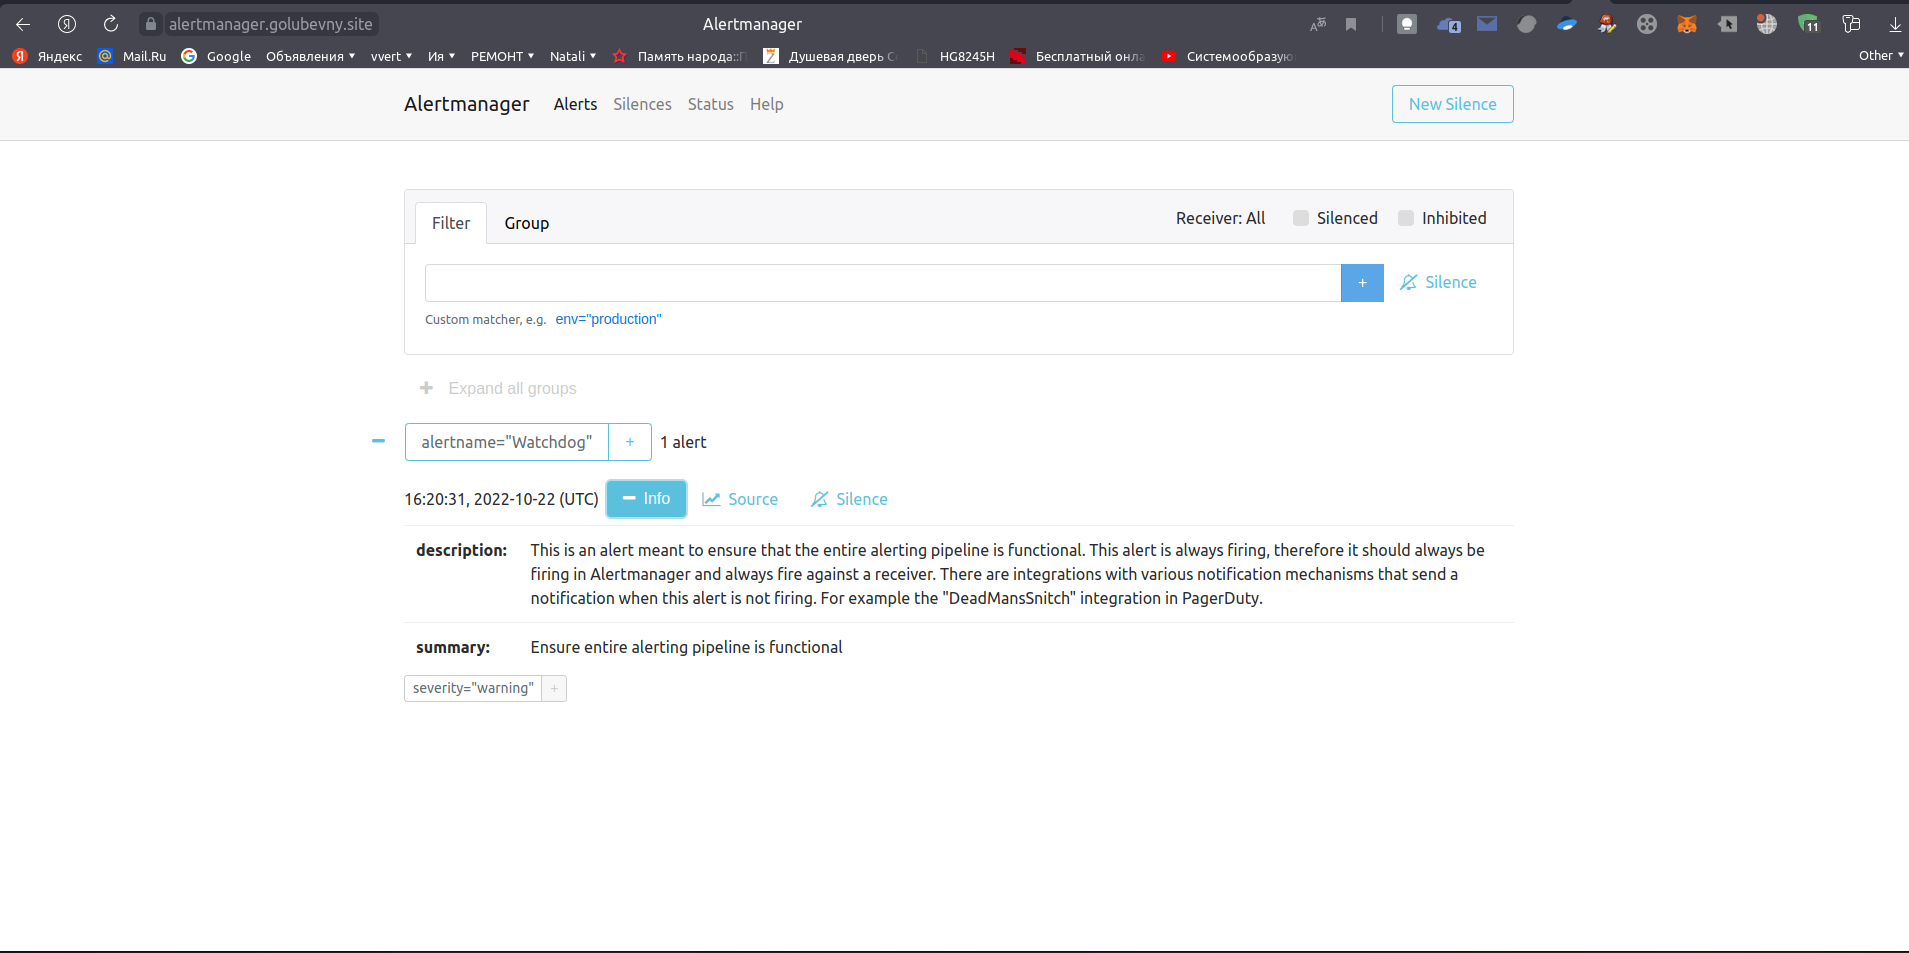 alertmanager.golubevny.site
Alertmanager
4
11
Яндекс
Mail.Ru
Google
Объявления
vvert
Ия
РЕМОНТ
Natali
Память народа::
Душевая дверь
HG8245H
Бесплатный
Системообразую
Other
Alertmanager Alerts Silences Status Help New Silence
Filter Group Receiver: All Silenced Inhibited
+ Silence
Custom matcher, e.g. env="production"
+ Expand all groups
alertname="Watchdog" + 1 alert
16:20:31, 2022-10-22 (UTC) Info Source Silence
description: This is an alert meant to ensure that the entire alerting pipeline is functional. This alert is always firing, therefore it should always be
firing in Alertmanager and always fire against a receiver. There are integrations with various notification mechanisms that send a
notification when this alert is not firing. For example the "DeadMansSnitch" integration in PagerDuty.
summary: Ensure entire alerting pipeline is functional
severity="warning" +